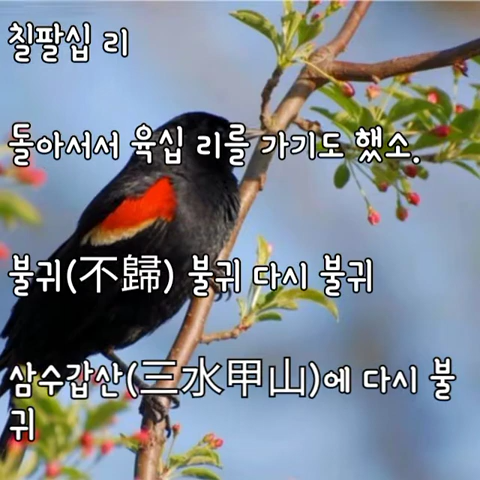 칠팔십 리
돌아서서 육십 리를 가기도 했소.
불귀(不歸) 불귀 다시 불귀
삼수갑산(三水甲山)에 다시 불
귀